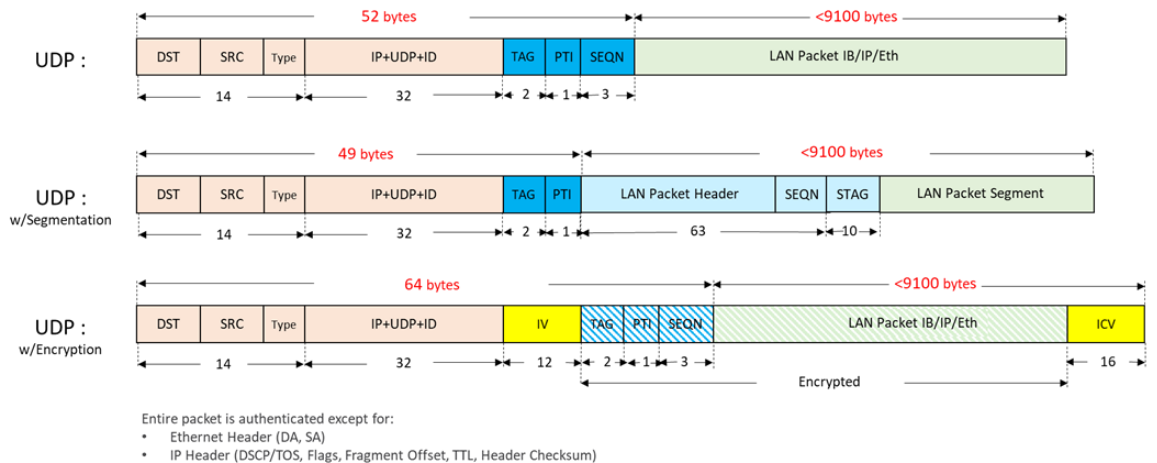 52 bytes <9100 bytes
UDP : DST SRC Type IP+UDP+ID TAG PTI SEQN LAN Packet IB/IP/Eth
14 32 2 1 3
49 bytes <9100 bytes
UDP : DST SRC Type IP+UDP+ID TAG PTI LAN Packet Header SEQN STAG LAN Packet Segment
w/Segmentation
14 32 2 1 63 10
64 bytes <9100 bytes
UDP : DST SRC Type IP+UDP+ID IV TAG PTI SEQN LAN Packet IB/IP/Eth ICV
w/Encryption
14 32 12 2 1 3 16
Encrypted
Entire packet is authenticated except for:
• Ethernet Header (DA, SA)
• IP Header (DSCP/TOS, Flags, Fragment Offset, TTL, Header Checksum)